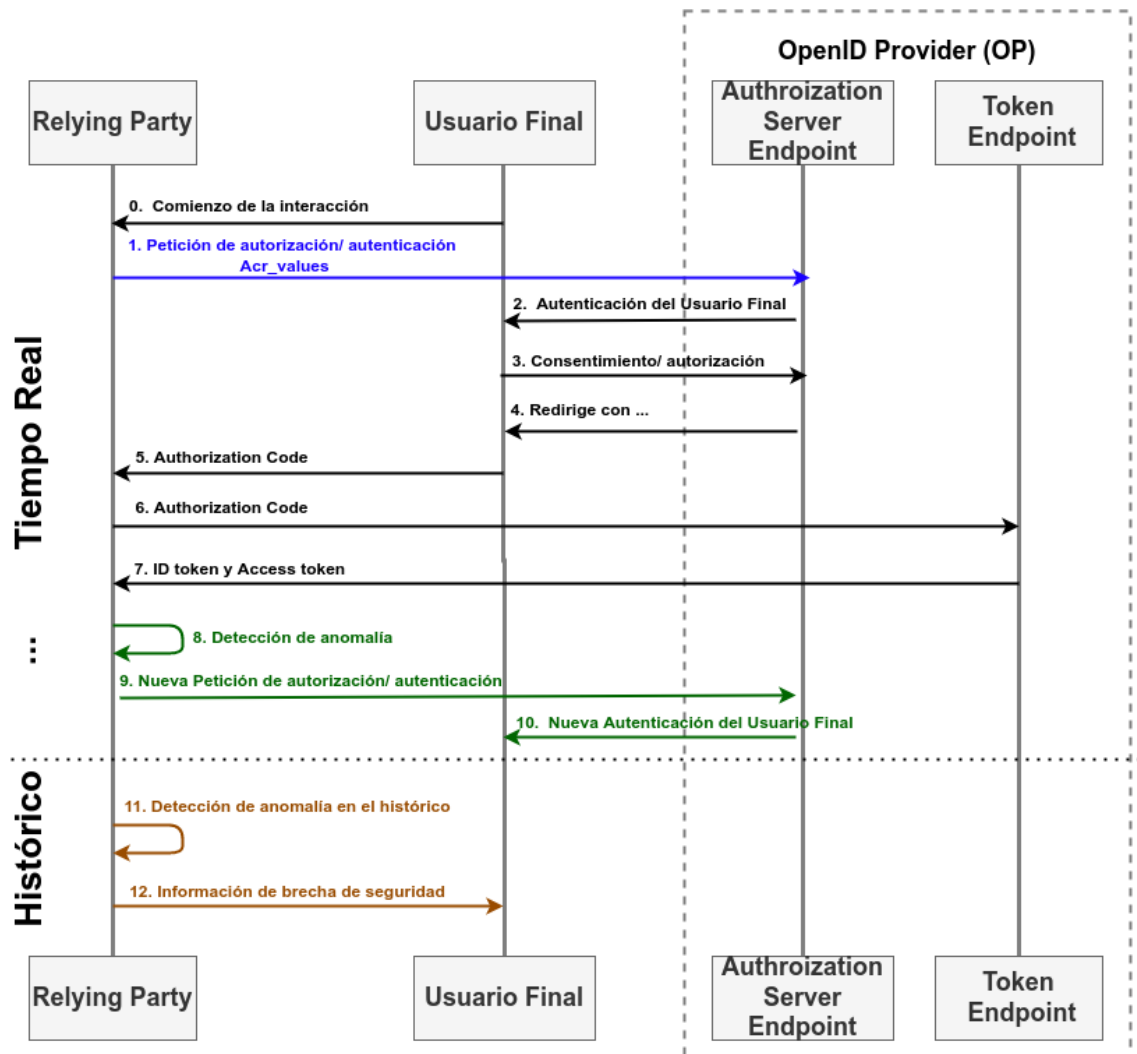 OpenID Provider (OP)
Relying Party
Usuario Final
Authroization
Server
Endpoint
Token
Endpoint
0. Comienzo de la interacción
1. Petición de autorización/ autenticación
Acr_values
2. Autenticación del Usuario Final
3. Consentimiento/ autorización
4. Redirige con ...
5. Authorization Code
6. Authorization Code
7. ID token y Access token
Tiempo Real
...
8. Detección de anomalía
9. Nueva Petición de autorización/ autenticación
10. Nueva Autenticación del Usuario Final
Histórico
11. Detección de anomalía en el histórico
12. Información de brecha de seguridad
Relying Party
Usuario Final
Authroization
Server
Endpoint
Token
Endpoint